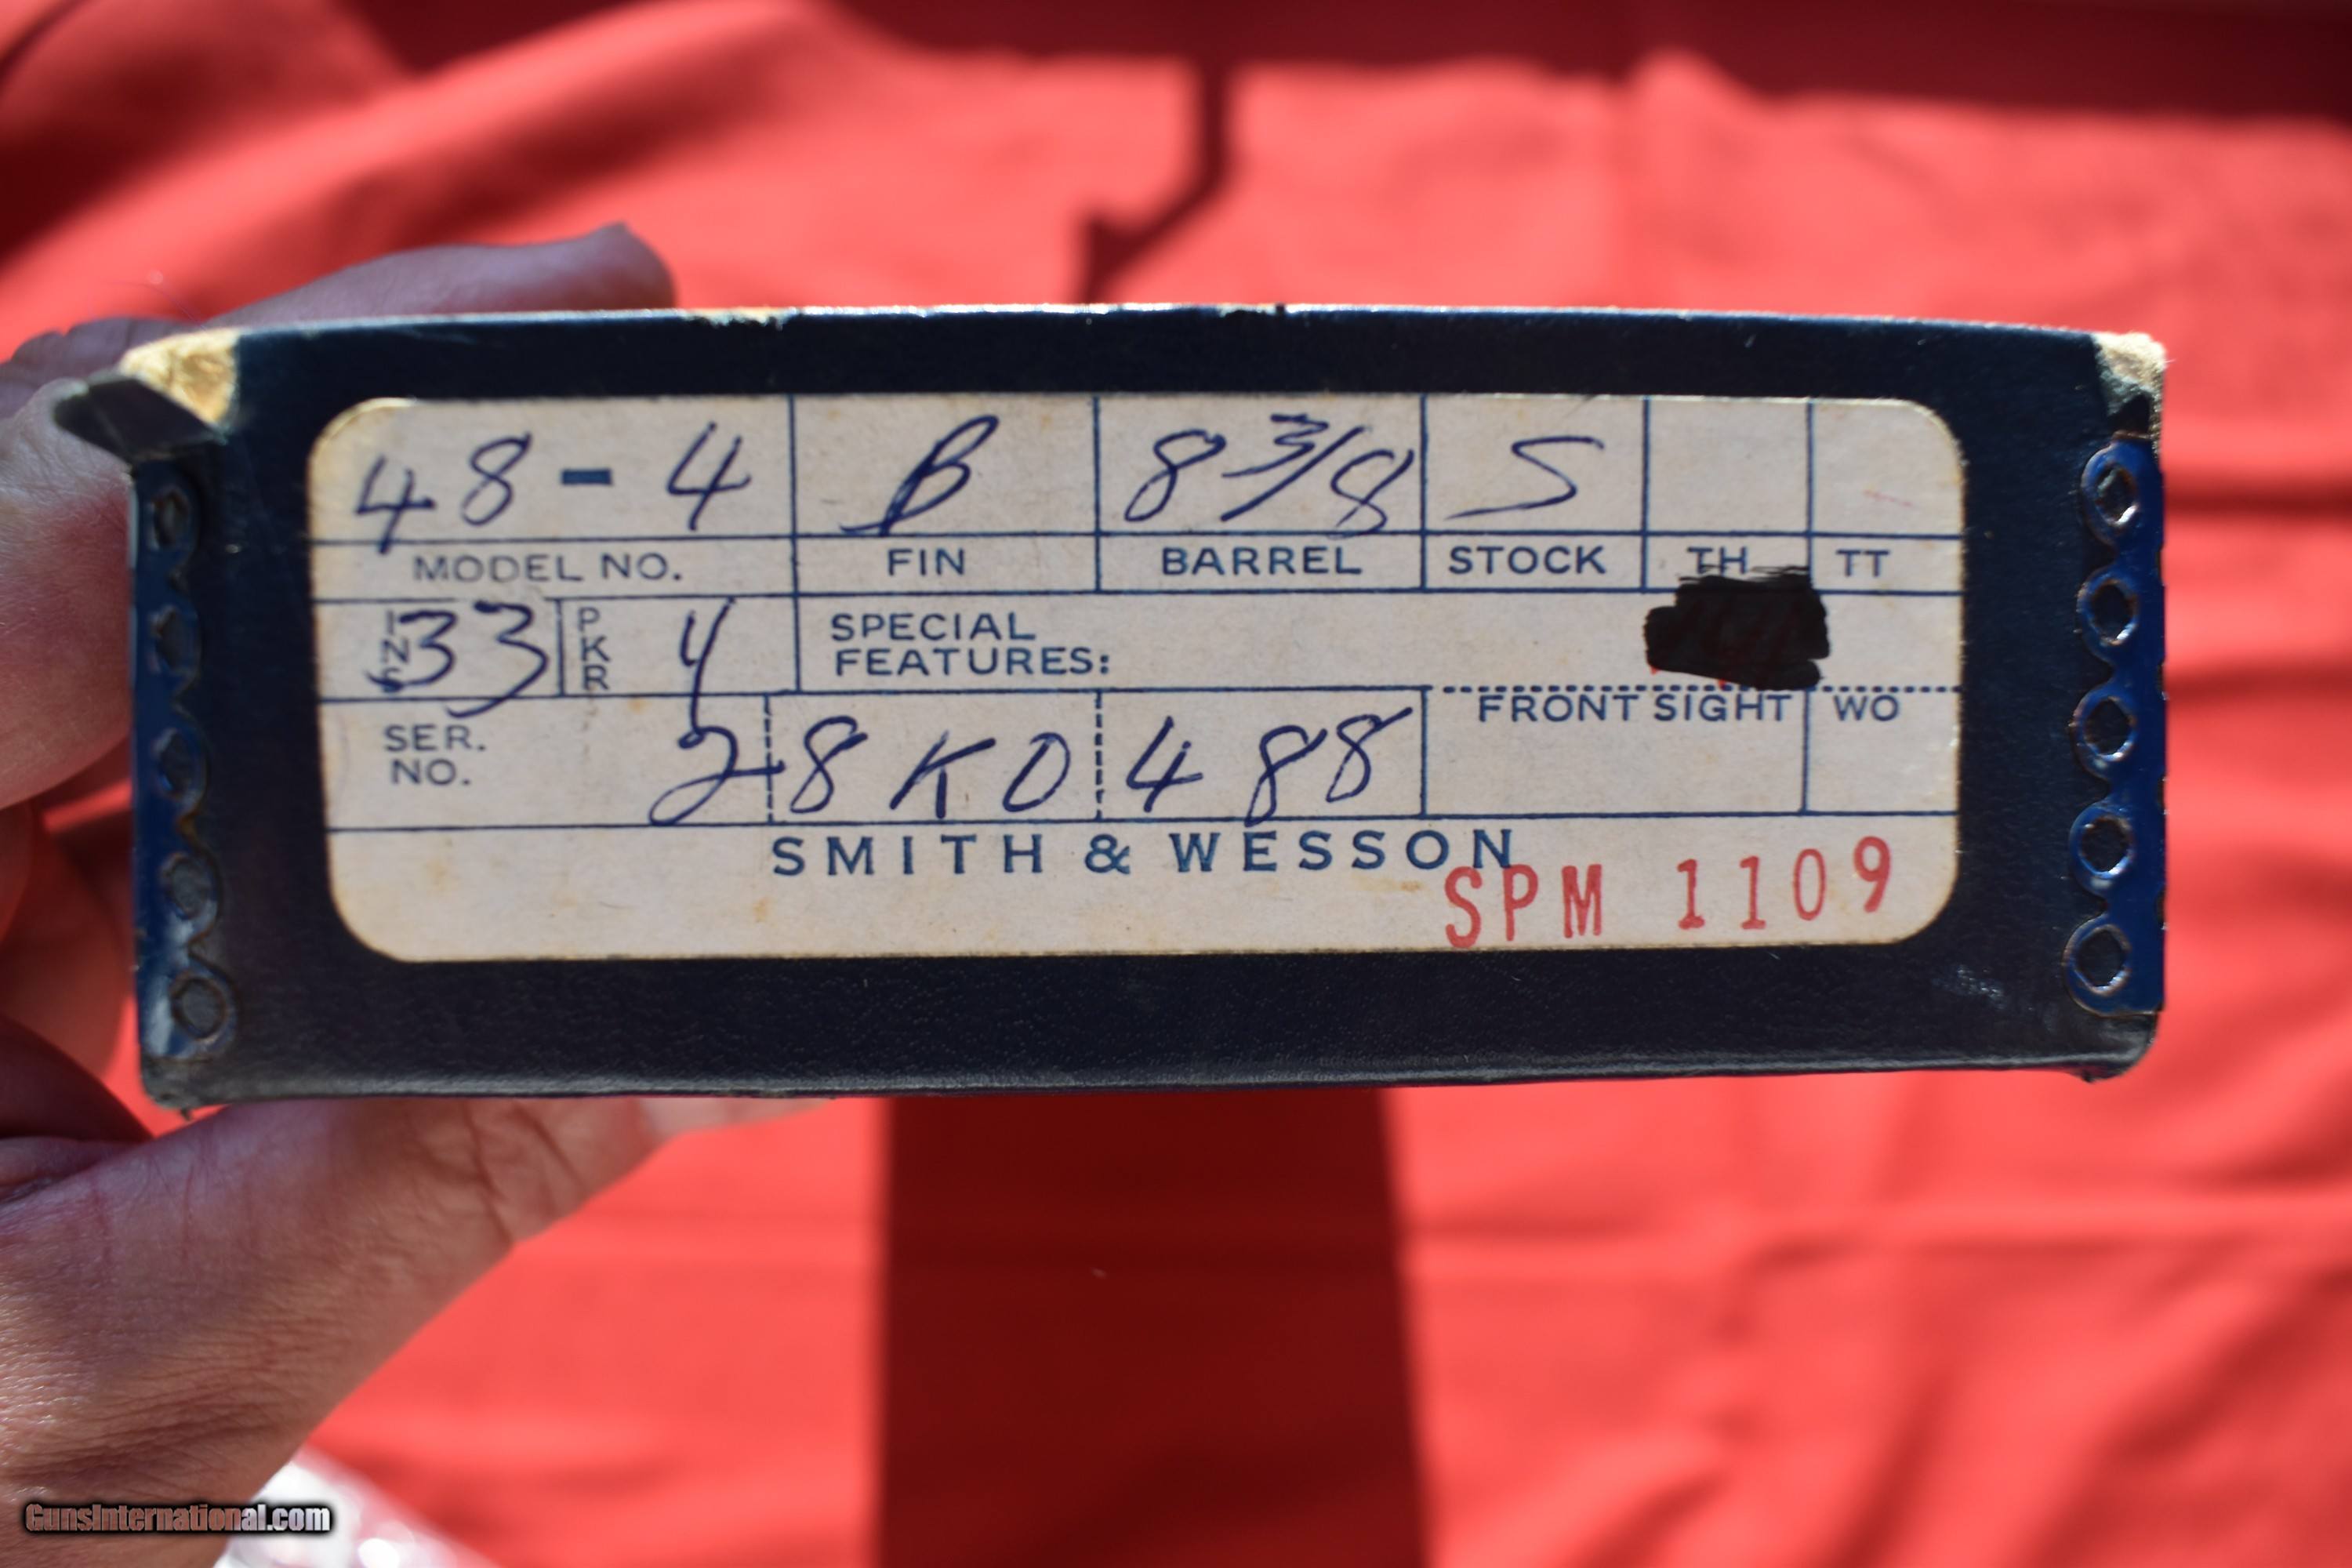 48-4 B 8 3/8 S
MODEL NO. FIN BARREL STOCK TH TT
INS 33 PKR 4 SPECIAL
FEATURES:
FRONT SIGHT WO
SER.
NO. 28K0488
SMITH & WESSON
SPM 1109
GunsInternational.com